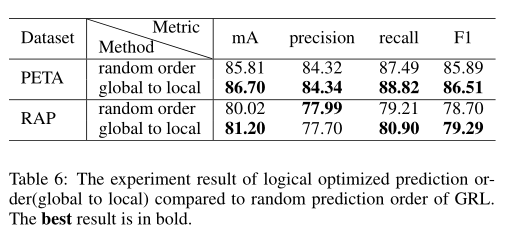 Dataset Metric Method mA precision recall F1
PETA random order 85.81 84.32 87.49 85.89
global to local 86.70 84.34 88.82 86.51
RAP random order 80.02 77.99 79.21 78.70
global to local 81.20 77.70 80.90 79.29
Table 6: The experiment result of logical optimized prediction or-
der(global to local) compared to random prediction order of GRL.
The best result is in bold.